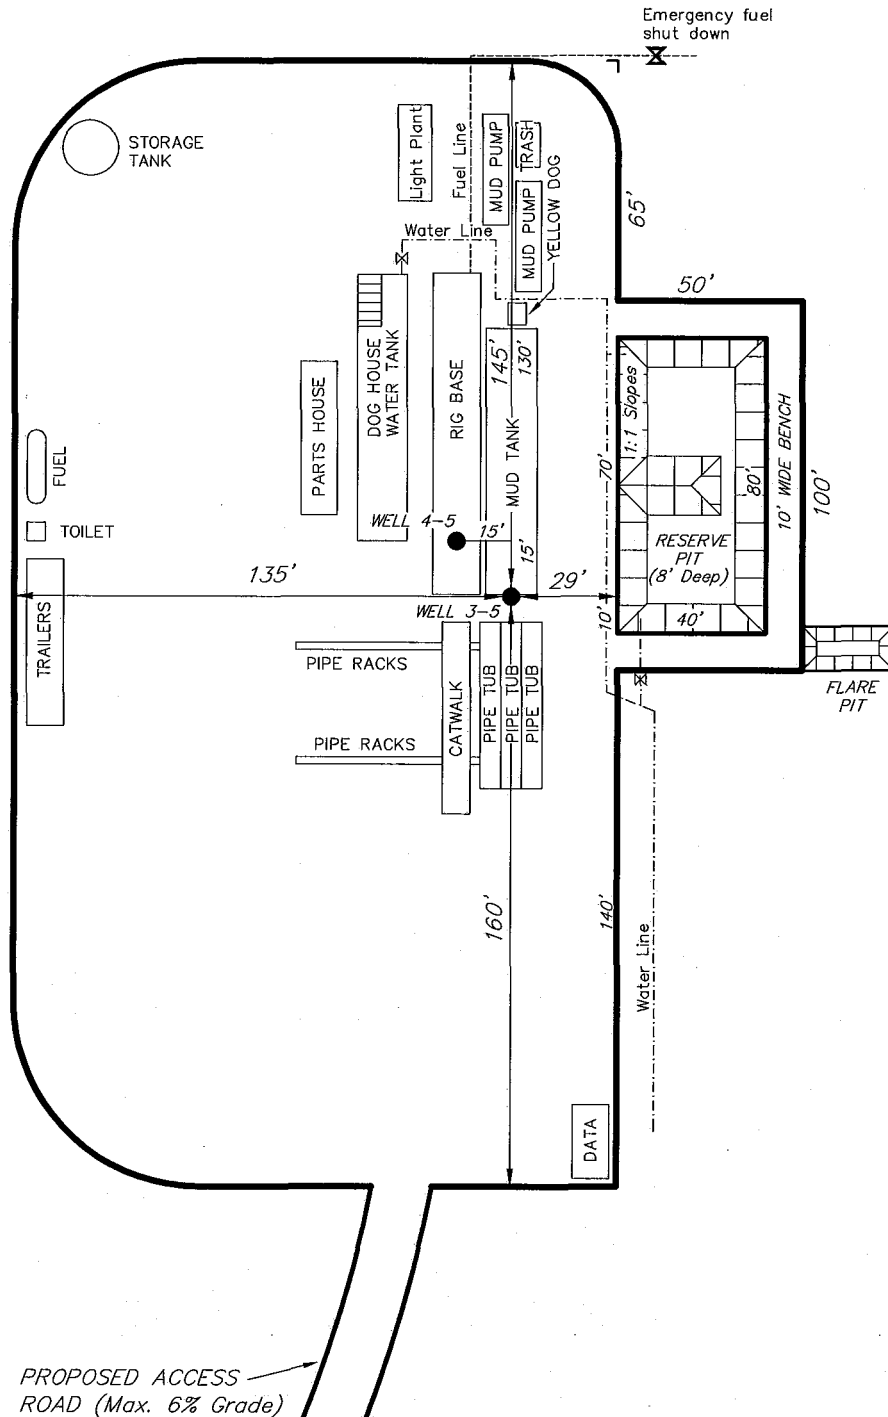 Emergency fuel
shut down
STORAGE
TANK
Light Plant
Fuel Line
MUD PUMP
TRASH
MUD PUMP
YELLOW DOG
65'
Water Line
50'
DOG HOUSE
WATER TANK
PARTS HOUSE
RIG BASE
145'
130'
MUD TANK
1:1 Slopes
70'
80'
10' WIDE BENCH
100'
FUEL
TOILET
WELL 4-5
15'
15'
RESERVE
PIT
(8' Deep)
135'
29'
WELL 3-5
10'
40'
TRAILERS
PIPE RACKS
CATWALK
PIPE TUB
PIPE TUB
PIPE TUB
FLARE
PIT
PIPE RACKS
160'
140'
Water Line
DATA
PROPOSED ACCESS
ROAD (Max. 6% Grade)